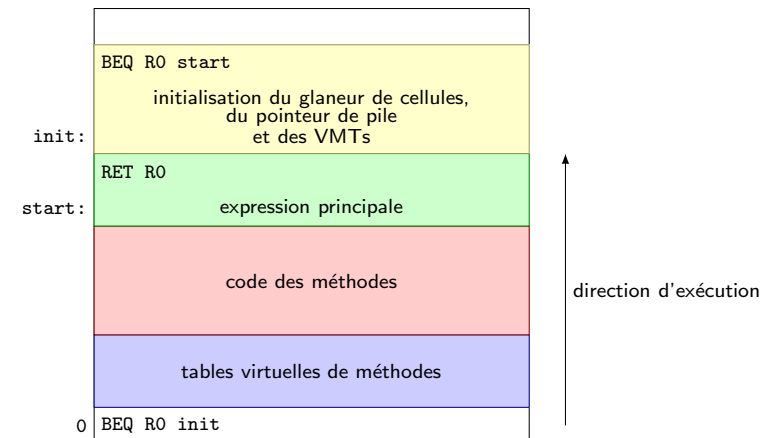 BEQ R0 start
initialisation du glaneur de cellules,
du pointeur de pile
init:
et des VMTs
RET R0
start:
expression principale
code des méthodes
direction d'exécution
tables virtuelles de méthodes
0
BEQ R0 init